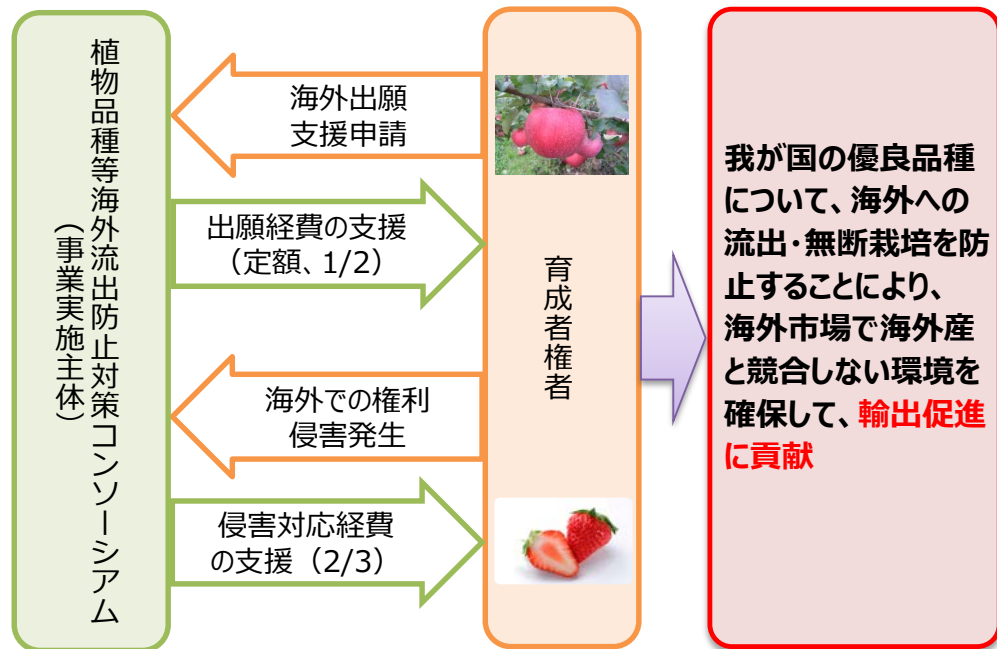 植物品種等海外流出防止対策コンソーシアム
（事業実施主体）
海外出願
支援申請
出願経費の支援
（定額、1/2）
海外での権利
侵害発生
侵害対応経費
の支援（2/3）
育成者権者
我が国の優良品種
について、海外への
流出・無断栽培を防
止することにより、
海外市場で海外産
と競合しない環境を
確保して、輸出促進
に貢献